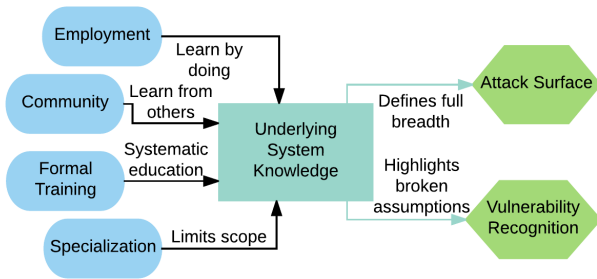 Employment
Learn by
doing
Community
Learn from
others
Formal
Training
Systematic
education
Specialization
Limits scope
Underlying
System
Knowledge
Defines full
breadth
Attack Surface
Highlights
broken
assumptions
Vulnerability
Recognition